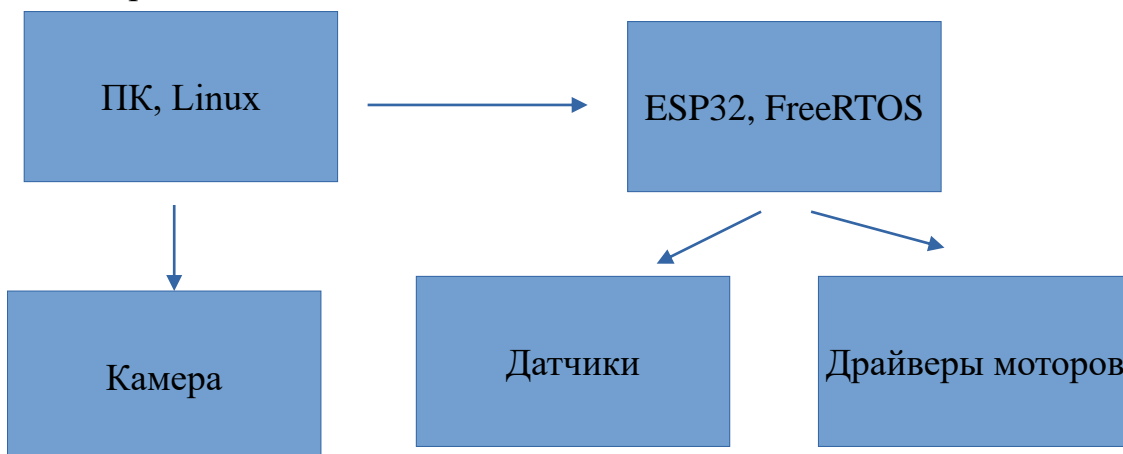 ПК, Linux
ESP32, FreeRTOS
Камера
Датчики
Драйверы моторов